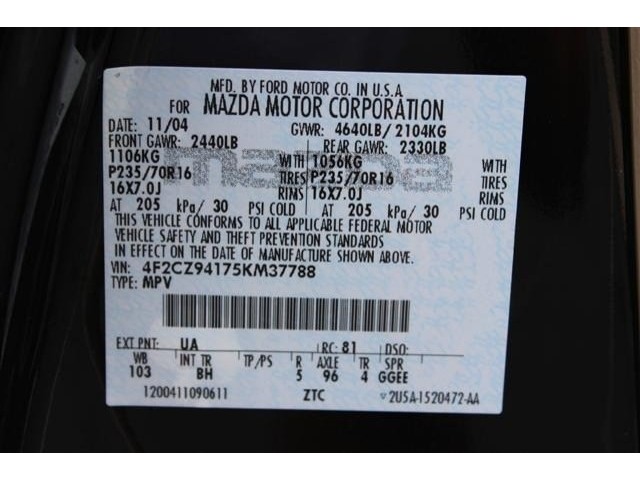 MFD. BY FORD MOTOR CO. IN U.S.A.
FOR MAZDA MOTOR CORPORATION
DATE: 11/04 GVWR: 4640LB/ 2104KG
FRONT GAWR: 2440LB REAR GAWR: 2330LB
1106KG WITH 1056KG WITH
P235/70R16 TIRES P235/70R16 TIRES
16X7.0J RIMS 16X7.0J RIMS
AT 205 kPa/ 30 PSI COLD AT 205 kPa/ 30 PSI COLD
THIS VEHICLE CONFORMS TO ALL APPLICABLE FEDERAL MOTOR
VEHICLE SAFETY AND THEFT PREVENTION STANDARDS
IN EFFECT ON THE DATE OF MANUFACTURE SHOWN ABOVE.
VIN: 4F2CZ94175KM37788
TYPE: MPV
EXT PNT: UA RC: 81 DSO:
WB INT TR TP/PS R AXLE TR SPR
103 BH 5 96 4 GGEE
1200411090611 ZTC 2U5A-1520472-AA